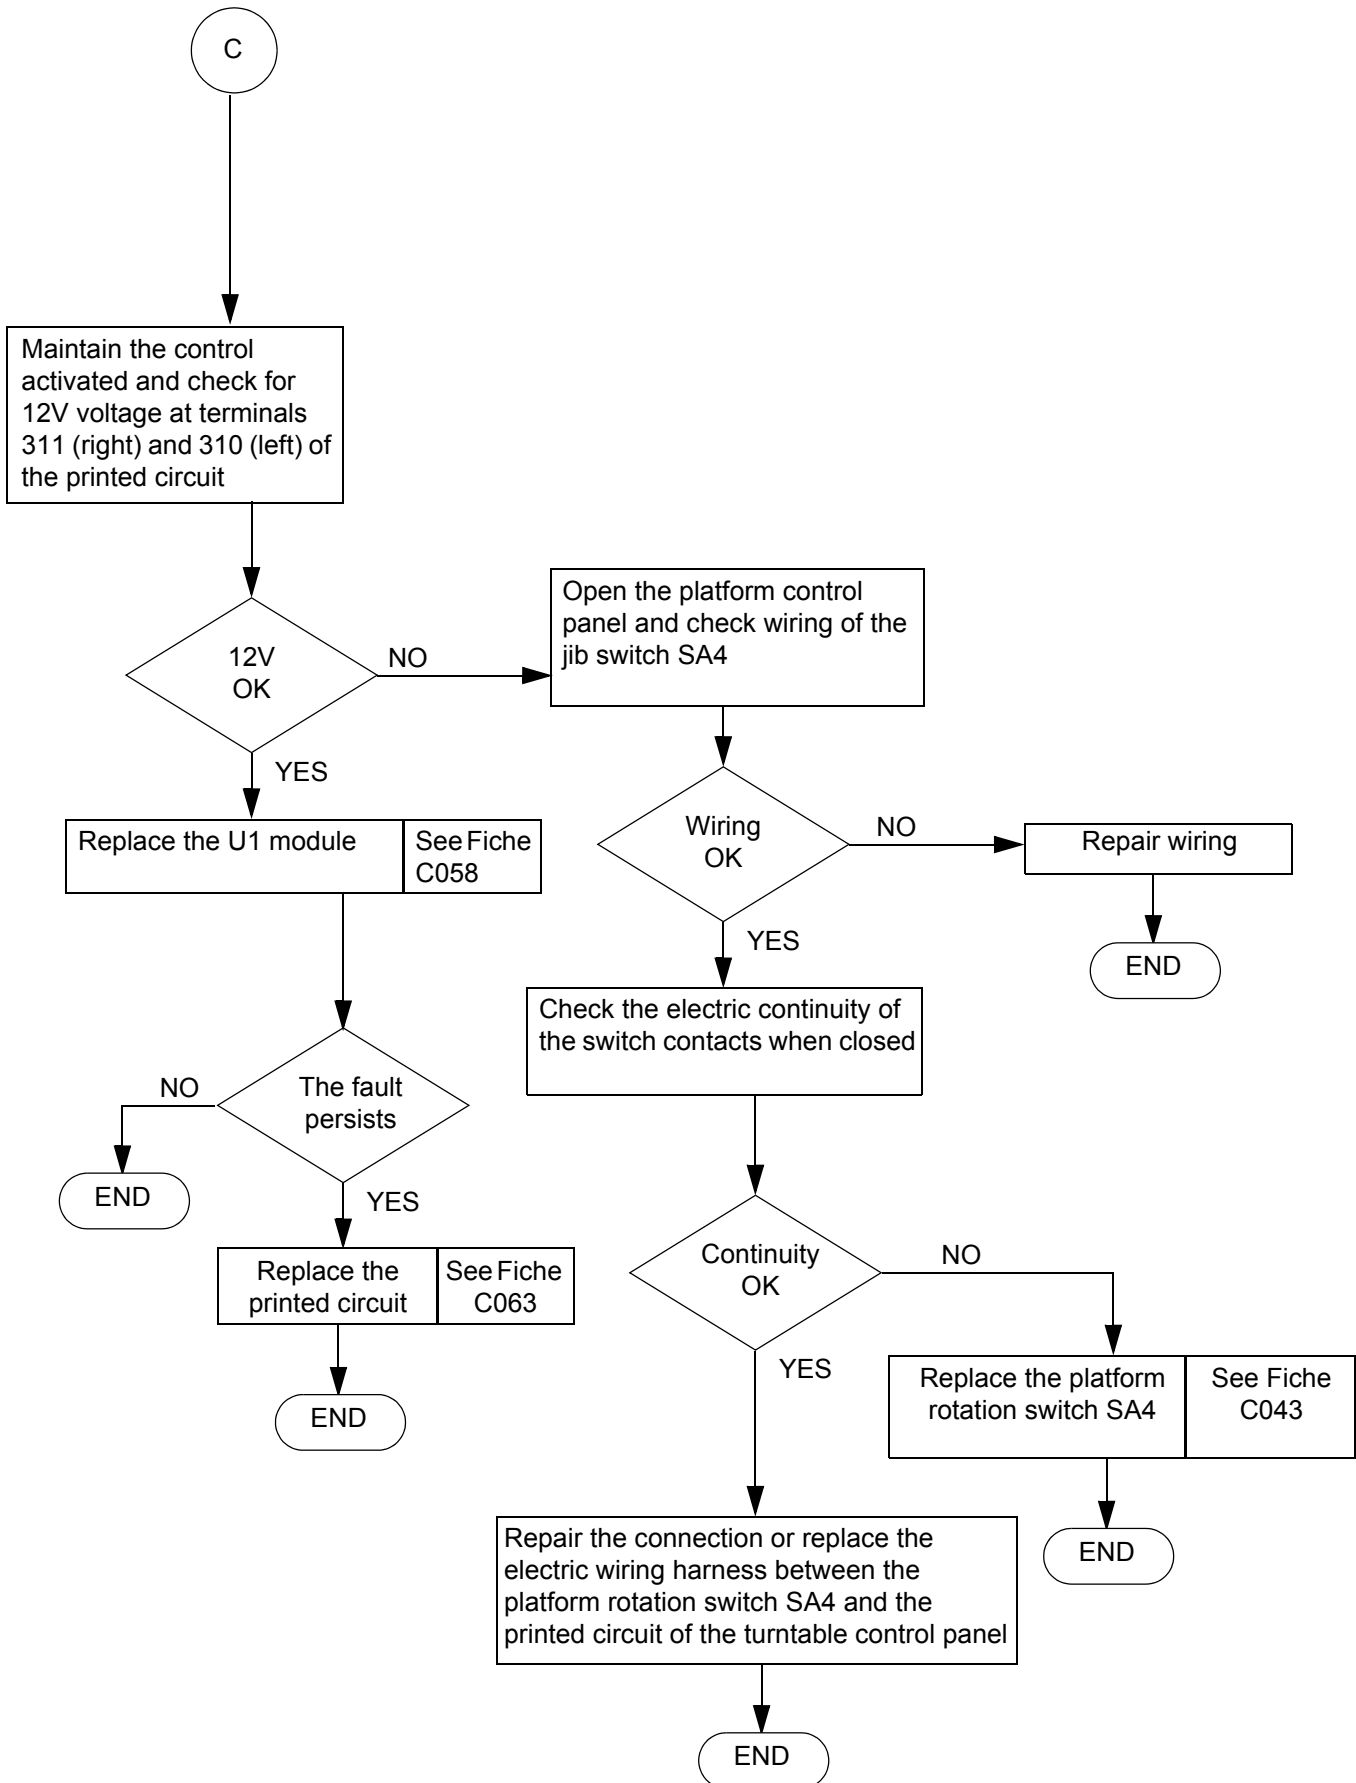 C
Maintain the control
activated and check for
12V voltage at terminals
311 (right) and 310 (left) of
the printed circuit
12V
OK
NO
YES
Open the platform control
panel and check wiring of the
jib switch SA4
Replace the U1 module
See Fiche
C058
Wiring
OK
NO
YES
Repair wiring
END
Check the electric continuity of
the switch contacts when closed
The fault
persists
NO
YES
END
Replace the
printed circuit
See Fiche
C063
END
Continuity
OK
NO
YES
Replace the platform
rotation switch SA4
See Fiche
C043
END
Repair the connection or replace the
electric wiring harness between the
platform rotation switch SA4 and the
printed circuit of the turntable control panel
END